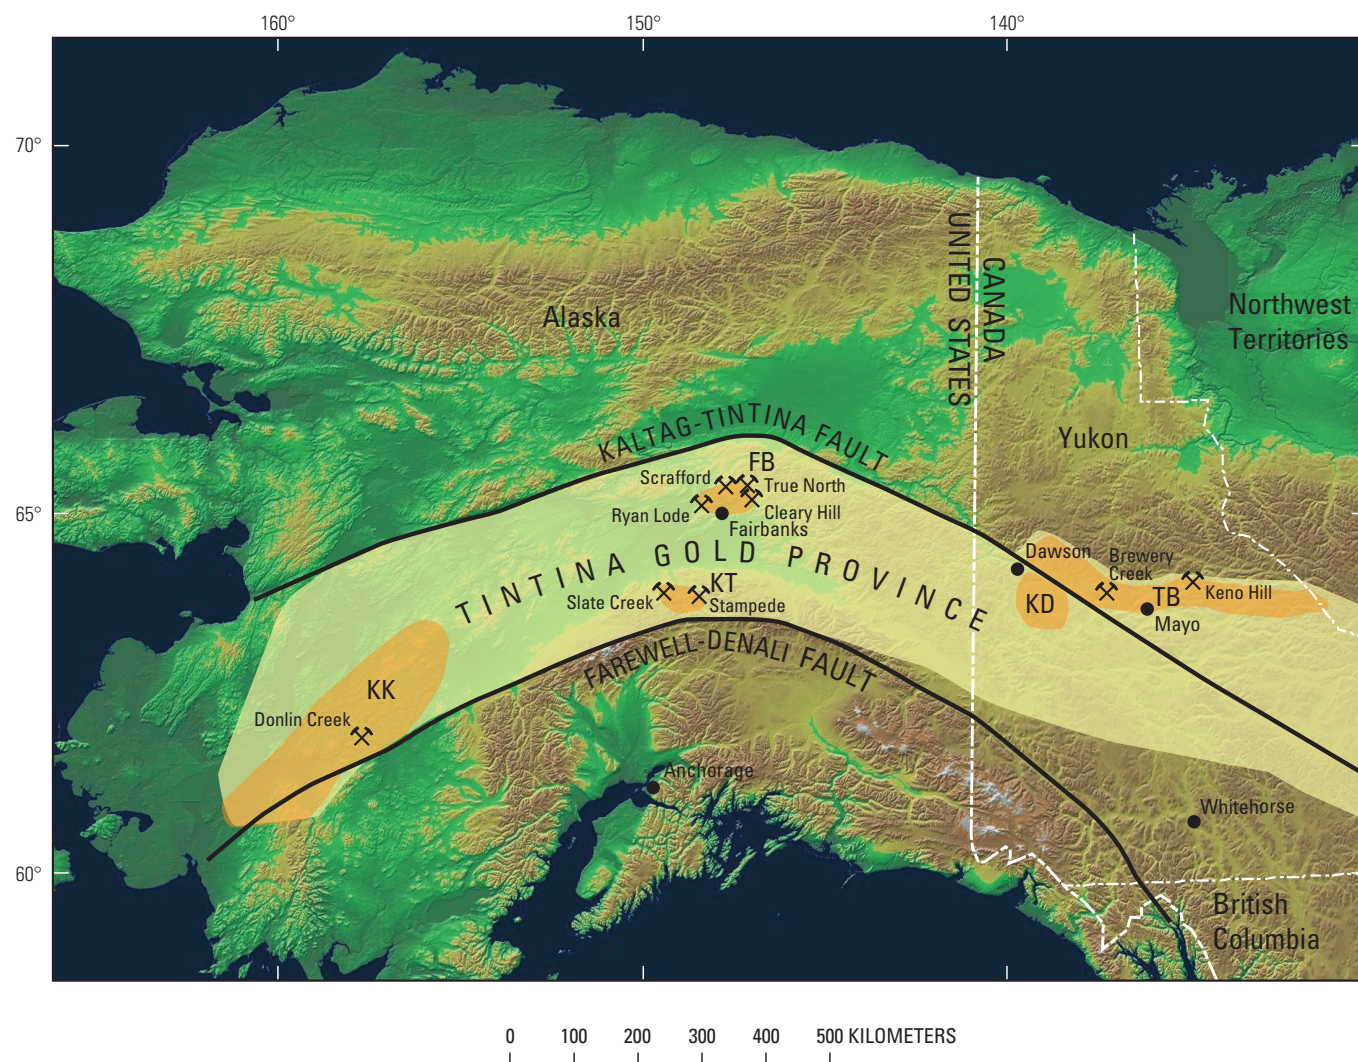 160°
150°
140°
70°
65°
60°
UNITED STATES
CANADA
Alaska
Northwest
Territories
Yukon
KALTAG-TINTINA FAULT
FB
Scrafford
True North
Ryan Lode
Cleary Hill
Fairbanks
TINTINA GOLD PROVINCE
Dawson
Brewery
Creek
KT
Slate Creek
Stampede
KD
TB
Keno Hill
Mayo
FAREWELL-DENALI FAULT
KK
Donlin Creek
Anchorage
Whitehorse
British
Columbia
0 100 200 300 400 500 KILOMETERS